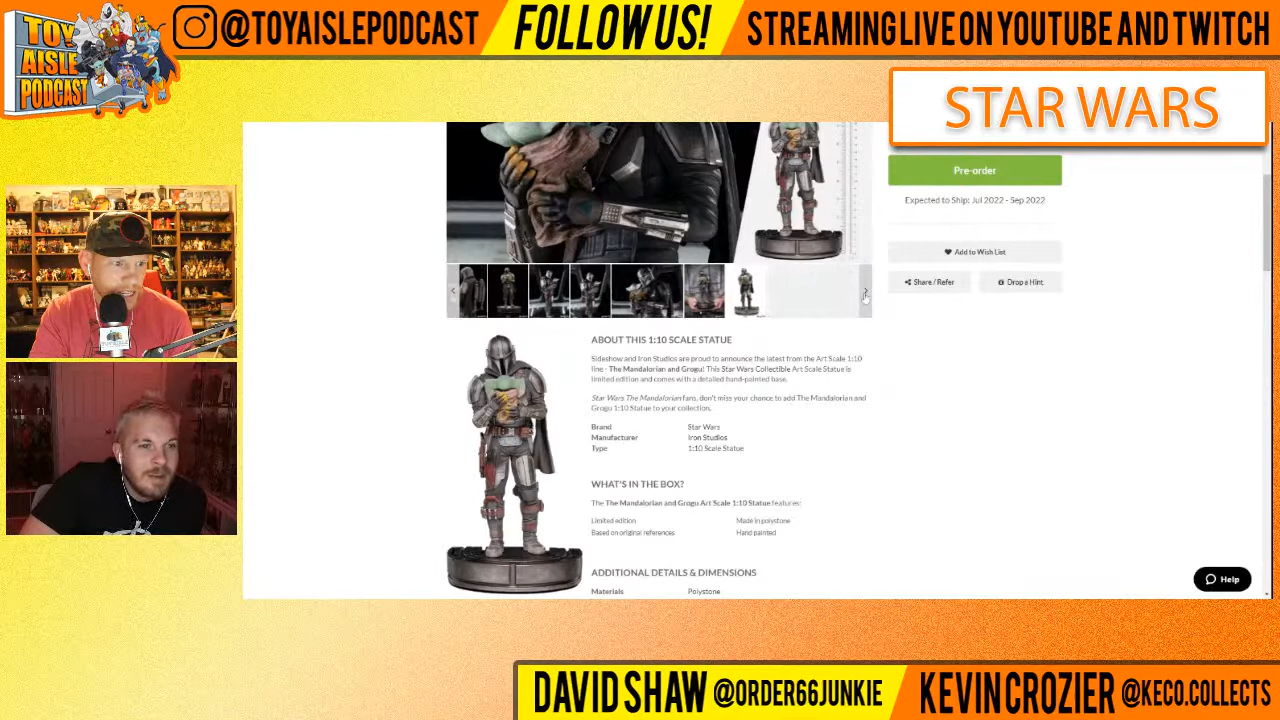 TOY
AISLE
PODCAST
@TOYAISLEPODCAST
FOLLOW US!
STREAMING LIVE ON YOUTUBE AND TWITCH
STAR WARS
Pre-order
Expected to Ship: Jul 2022 - Sep 2022
Add to Wish List
Share / Refer
Drop a Hint
ABOUT THIS 1:10 SCALE STATUE
Sideshow and Iron Studios are proud to announce the latest from the Art Scale 1:10
line - The Mandalorian and Grogu! This Star Wars Collectible Art Scale Statue is
limited edition and comes with a detailed hand-painted base.
Star Wars The Mandalorian fans, don't miss your chance to add The Mandalorian and
Grogu 1:10 Statue to your collection.
Brand Star Wars
Manufacturer Iron Studios
Type 1:10 Scale Statue
WHAT'S IN THE BOX?
The The Mandalorian and Grogu Art Scale 1:10 Statue features:
Limited edition Made in polystone
Based on original references Hand painted
ADDITIONAL DETAILS & DIMENSIONS
Materials Polystone
Help
DAVID SHAW @ORDER66JUNKIE
KEVIN CROZIER @KECO.COLLECTS